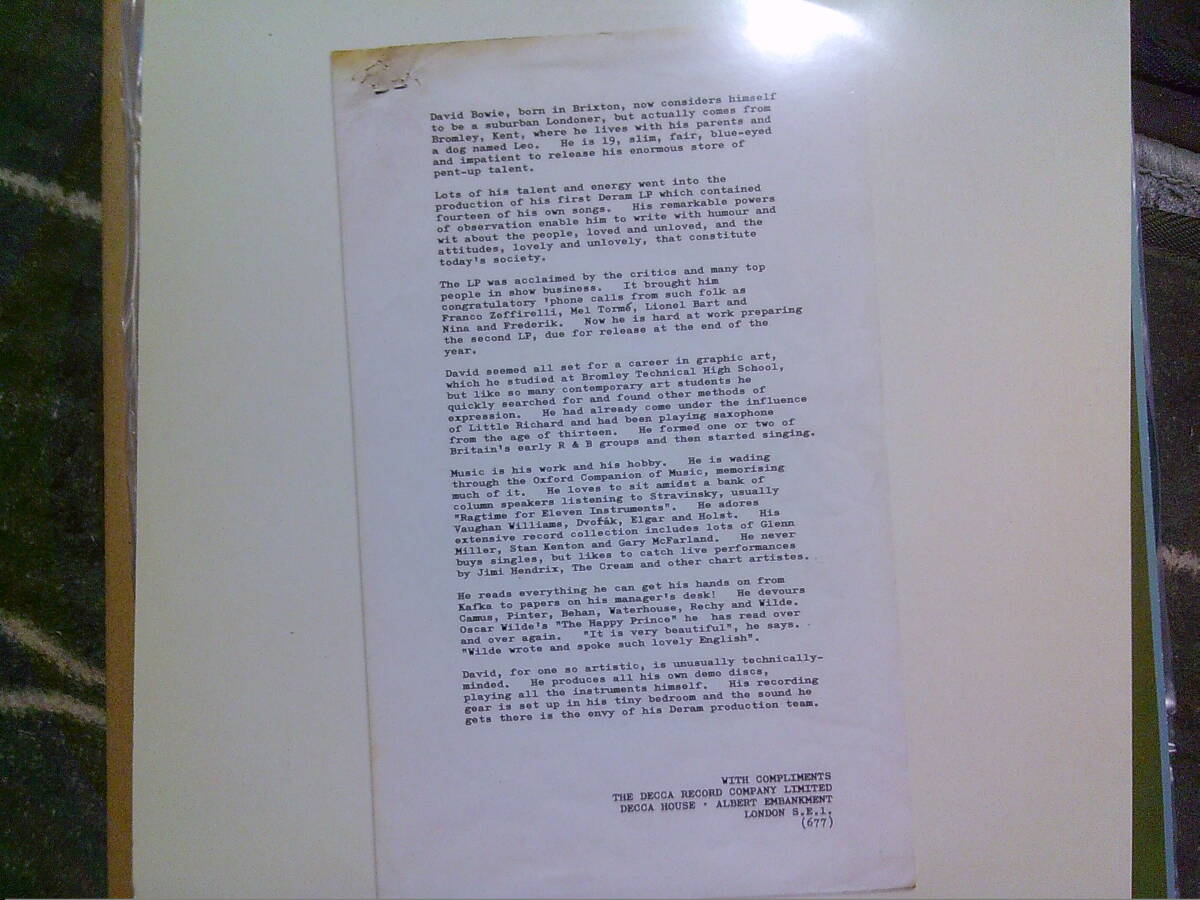 David Bowie, born in Brixton, now considers himself
to be a suburban Londoner, but actually comes from
Bromley, Kent, where he lives with his parents and
a dog named Leo. He is 19, slim, fair, blue-eyed
and impatient to release his enormous store of
pent-up talent.
Lots of his talent and energy went into the
production of his first Deram LP which contained
fourteen of his own songs. His remarkable powers
of observation enable him to write with humour and
wit about the people, loved and unloved, and the
attitudes, lovely and unlovely, that constitute
today's society.
The LP was acclaimed by the critics and many top
people in show business. It brought him
congratulatory 'phone calls from such folk as
Franco Zeffirelli, Mel Tormé, Lionel Bart and
Nina and Frederik. Now he is hard at work preparing
the second LP, due for release at the end of the
year.
David seemed all set for a career in graphic art,
which he studied at Bromley Technical High School,
but like so many contemporary art students he
quickly searched for and found other methods of
expression. He had already come under the influence
of Little Richard and had been playing saxophone
from the age of thirteen. He formed one or two of
Britain's early R & B groups and then started singing.
Music is his work and his hobby. He is wading
through the Oxford Companion of Music, memorising
much of it. He loves to sit amidst a bank of
column speakers listening to Stravinsky, usually
"Ragtime for Eleven Instruments". He adores
Vaughan Williams, Dvořák, Elgar and Holst. His
extensive record collection includes lots of Glenn
Miller, Stan Kenton and Gary McFarland. He never
buys singles, but likes to catch live performances
by Jimi Hendrix, The Cream and other chart artistes.
He reads everything he can get his hands on from
Kafka to papers on his manager's desk! He devours
Camus, Pinter, Behan, Waterhouse, Rechy and Wilde.
Oscar Wilde's "The Happy Prince" he has read over
and over again. "It is very beautiful", he says.
"Wilde wrote and spoke such lovely English".
David, for one so artistic, is unusually technically-
minded. He produces all his own demo discs,
playing all the instruments himself. His recording
gear is set up in his tiny bedroom and the sound he
gets there is the envy of his Deram production team.
WITH COMPLIMENTS
THE DECCA RECORD COMPANY LIMITED
DECCA HOUSE · ALBERT EMBANKMENT
LONDON S.E.1.
(677)